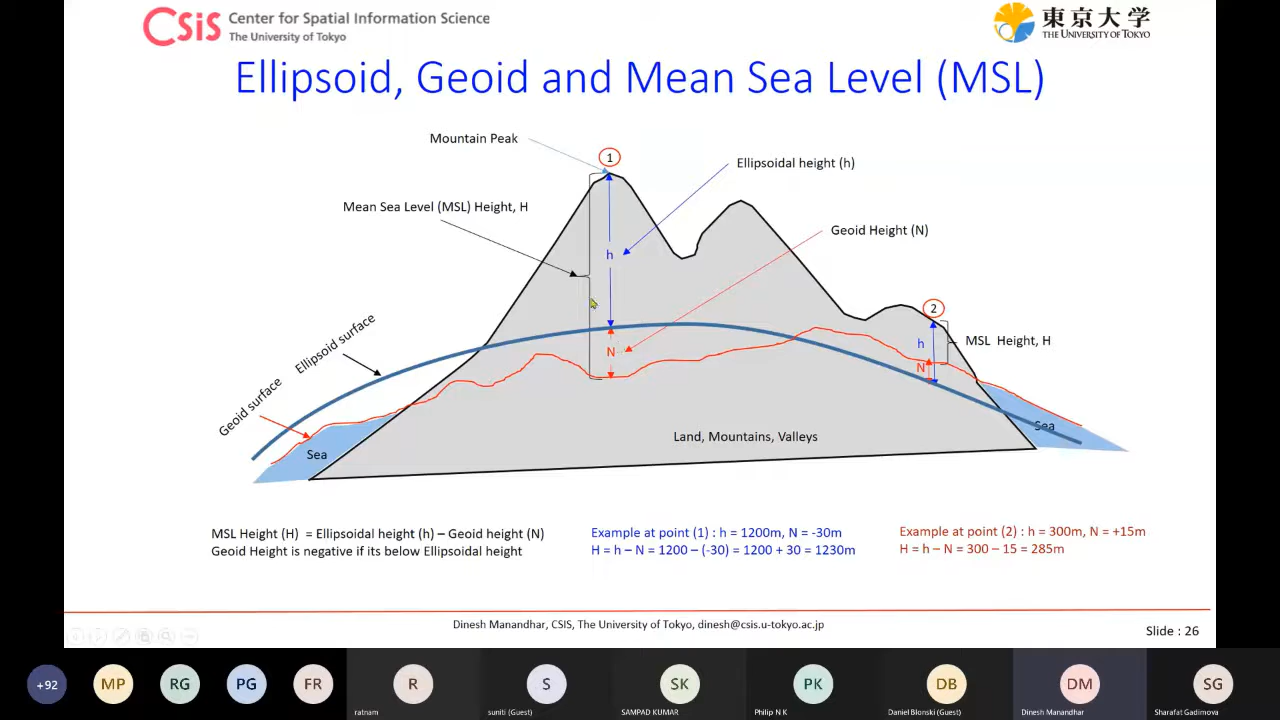 CSiS Center for Spatial Information Science
The University of Tokyo
東京大学
THE UNIVERSITY OF TOKYO
Ellipsoid, Geoid and Mean Sea Level (MSL)
Mountain Peak
1
Ellipsoidal height (h)
Mean Sea Level (MSL) Height, H
Geoid Height (N)
h
2
Ellipsoid surface
h
MSL Height, H
N
N
Geoid surface
Sea
Land, Mountains, Valleys
Sea
MSL Height (H) = Ellipsoidal height (h) – Geoid height (N)
Geoid Height is negative if its below Ellipsoidal height
Example at point (1) : h = 1200m, N = -30m
H = h – N = 1200 – (-30) = 1200 + 30 = 1230m
Example at point (2) : h = 300m, N = +15m
H = h – N = 300 – 15 = 285m
Dinesh Manandhar, CSIS, The University of Tokyo, dinesh@csis.u-tokyo.ac.jp
Slide : 26
+92
MP
RG
PG
FR
R
S
SK
PK
DB
DM
SG
ratnam
suniti (Guest)
SAMPAD KUMAR
Philip N K
Daniel Blonski (Guest)
Dinesh Manandhar
Sharafat Gadimova